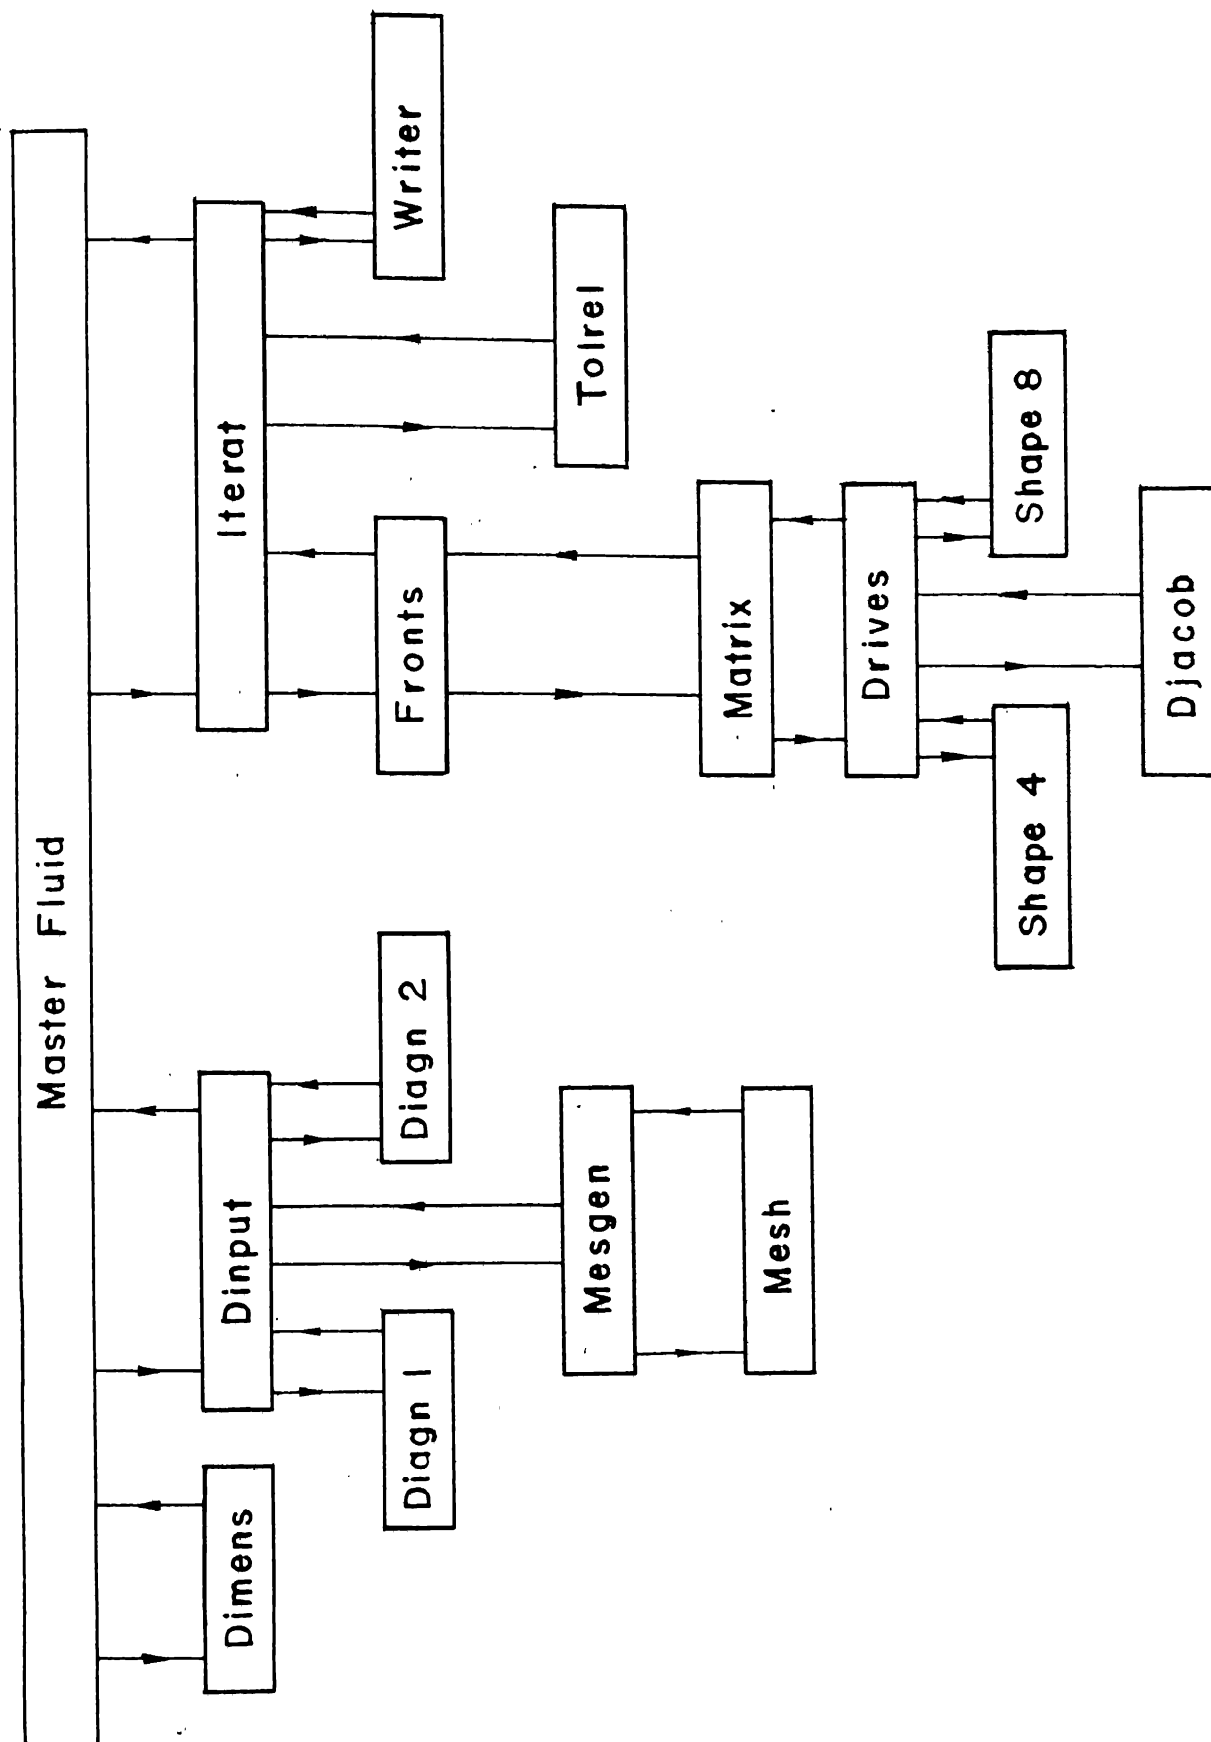 Master Fluid
Dimens
Dinput
Iterat
Diagn 1
Diagn 2
Fronts
Writer
Mesgen
Tolrel
Mesh
Matrix
Drives
Shape 4
Shape 8
Djacob